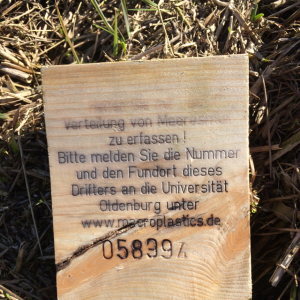 Verteilung von
zu erfassen !
Bitte melden Sie die Nummer
und den Fundort dieses
Drifters an die Universität
Oldenburg unter
www.macroplastics.de